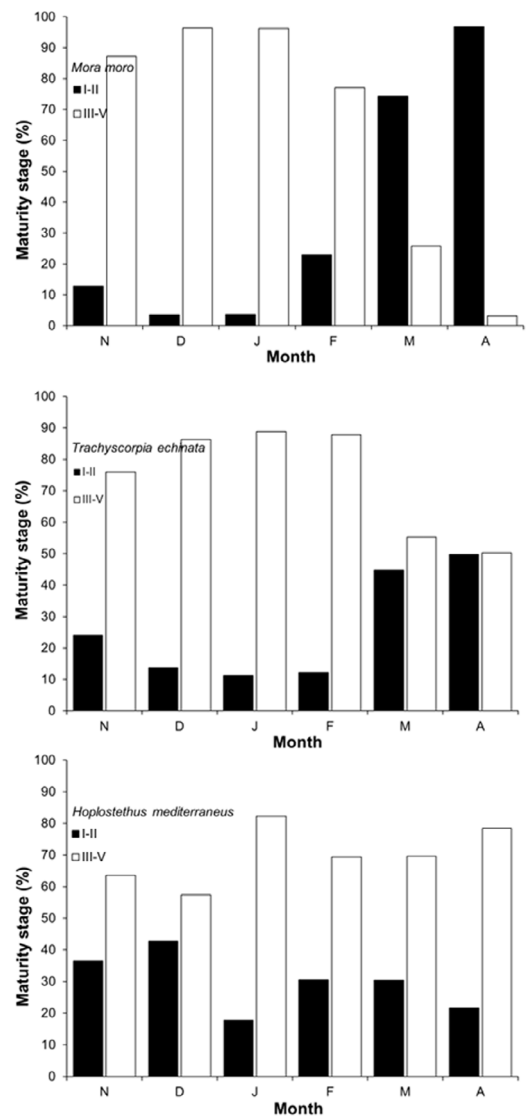 100
90
Mora moro
80
I-II
70
III-V
60
50
40
30
20
10
0
Maturity stage (%)
N D J F M A
Month
100
90
Trachyscorpia echinata
80
I-II
70
III-V
60
50
40
30
20
10
0
Maturity stage (%)
N D J F M A
Month
100
90
Hoplostethus mediterraneus
80
I-II
70
III-V
60
50
40
30
20
10
0
Maturity stage (%)
N D J F M A
Month